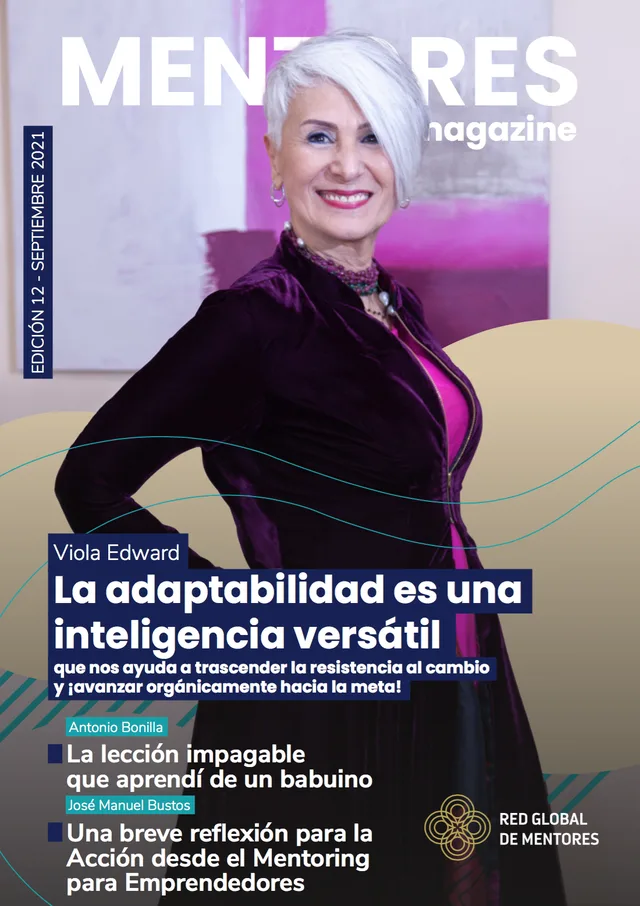 MENTORES
magazine
EDICIÓN 12 - SEPTIEMBRE 2021
Viola Edward
La adaptabilidad es una
inteligencia versátil
que nos ayuda a trascender la resistencia al cambio
y ¡avanzar orgánicamente hacia la meta!
Antonio Bonilla
La lección impagable
que aprendí de un babuino
José Manuel Bustos
Una breve reflexión para la
Acción desde el Mentoring
para Emprendedores
RED GLOBAL
DE MENTORES